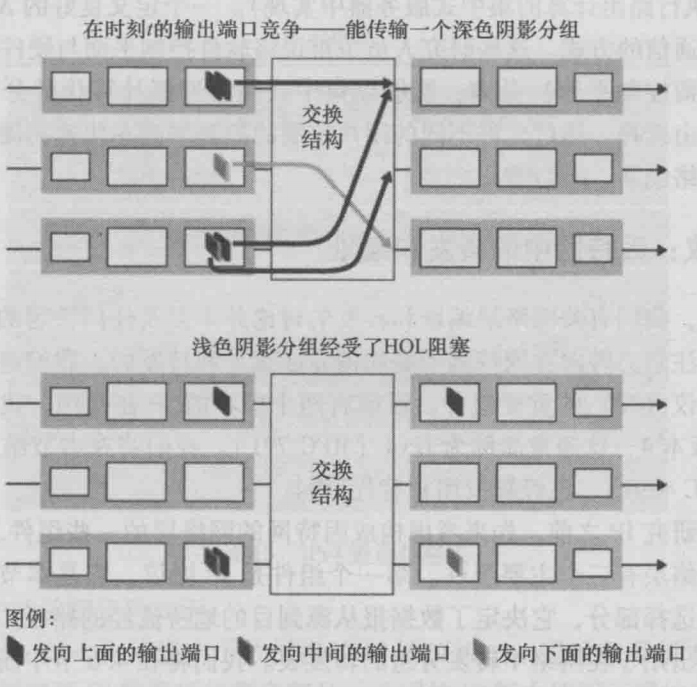 在时刻t的输出端口竞争——能传输一个深色阴影分组
交换
结构
浅色阴影分组经受了HOL阻塞
交换
结构
图例:
发向上面的输出端口 发向中间的输出端口 发向下面的输出端口